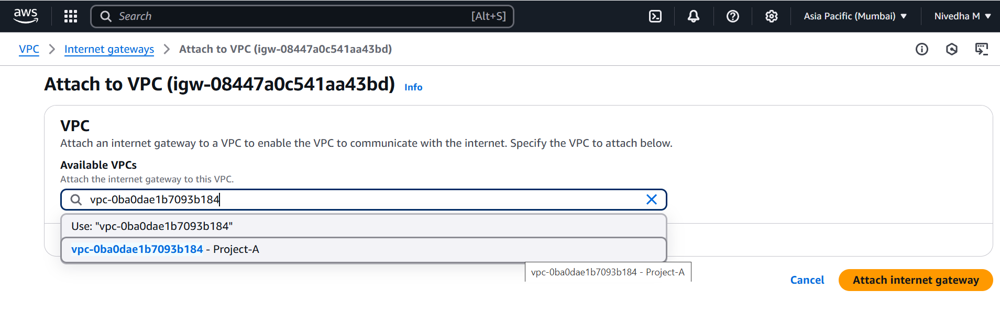 aws
Search [Alt+S]
Asia Pacific (Mumbai) Nivedha M
VPC Internet gateways Attach to VPC (igw-08447a0c541aa43bd)
Attach to VPC (igw-08447a0c541aa43bd) Info
VPC
Attach an internet gateway to a VPC to enable the VPC to communicate with the internet. Specify the VPC to attach below.
Available VPCs
Attach the internet gateway to this VPC.
vpc-0ba0dae1b7093b184
Use: "vpc-0ba0dae1b7093b184"
vpc-0ba0dae1b7093b184 - Project-A
vpc-0ba0dae1b7093b184 - Project-A
Cancel Attach internet gateway